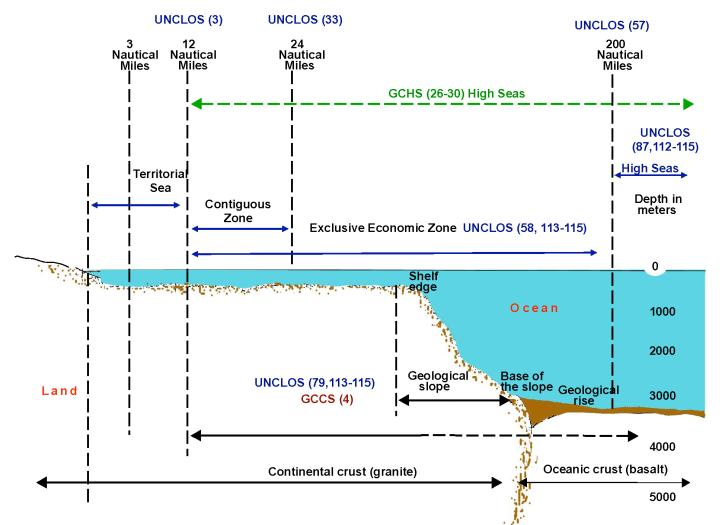 UNCLOS (3)
UNCLOS (33)
UNCLOS (57)
3
Nautical
Miles
12
Nautical
Miles
24
Nautical
Miles
200
Nautical
Miles
GCHS (26-30) High Seas
UNCLOS
(87,112-115)
High Seas
Territorial
Sea
Contiguous
Zone
Depth in
meters
Exclusive Economic Zone UNCLOS (58, 113-115)
0
Shelf
edge
Ocean
1000
2000
Land
UNCLOS (79,113-115)
GCCS (4)
Geological
slope
Base of
the slope
Geological
rise
3000
4000
Continental crust (granite)
Oceanic crust (basalt)
5000